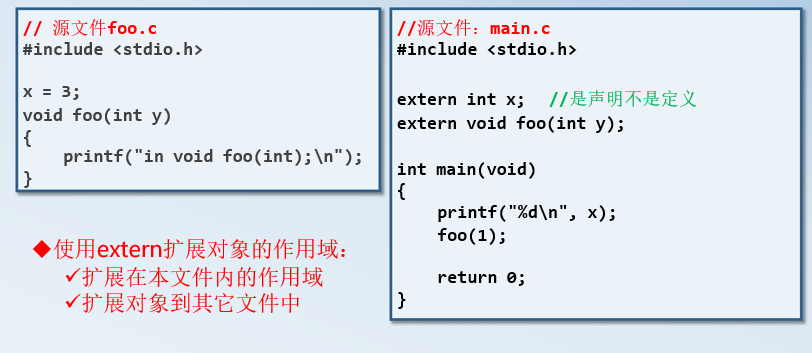 // 源文件foo.c
#include <stdio.h>
x = 3;
void foo(int y)
{
printf("in void foo(int);\n");
}
◆使用extern扩展对象的作用域:
✓扩展在本文件内的作用域
✓扩展对象到其它文件中
//源文件: main.c
#include <stdio.h>
extern int x; //是声明不是定义
extern void foo(int y);
int main(void)
{
printf("%d\n", x);
foo(1);
return 0;
}